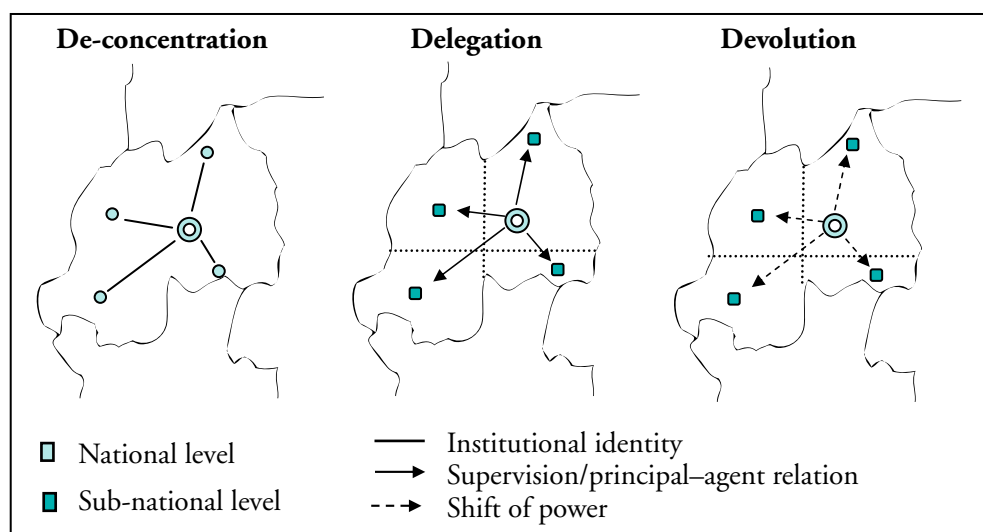 De-concentration
Delegation
Devolution
National level
Sub-national level
Institutional identity
Supervision/principal–agent relation
Shift of power